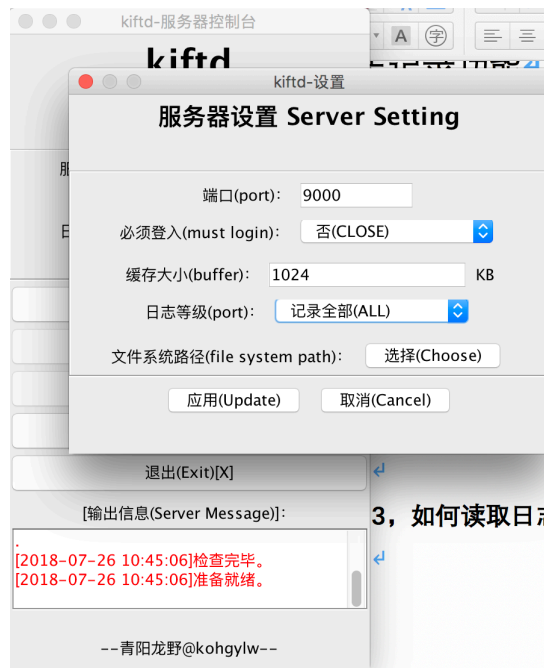 kiftd-服务器控制台
A 字
kiftd
kiftd-设置
服务器设置 Server Setting
端口(port): 9000
必须登入(must login): 否(CLOSE)
缓存大小(buffer): 1024 KB
日志等级(port): 记录全部(ALL)
文件系统路径(file system path): 选择(Choose)
应用(Update) 取消(Cancel)
退出(Exit)[X]
[输出信息(Server Message)]:
3，如何读取日志
.
[2018-07-26 10:45:06]检查完毕。
[2018-07-26 10:45:06]准备就绪。
--青阳龙野@kohgylw--